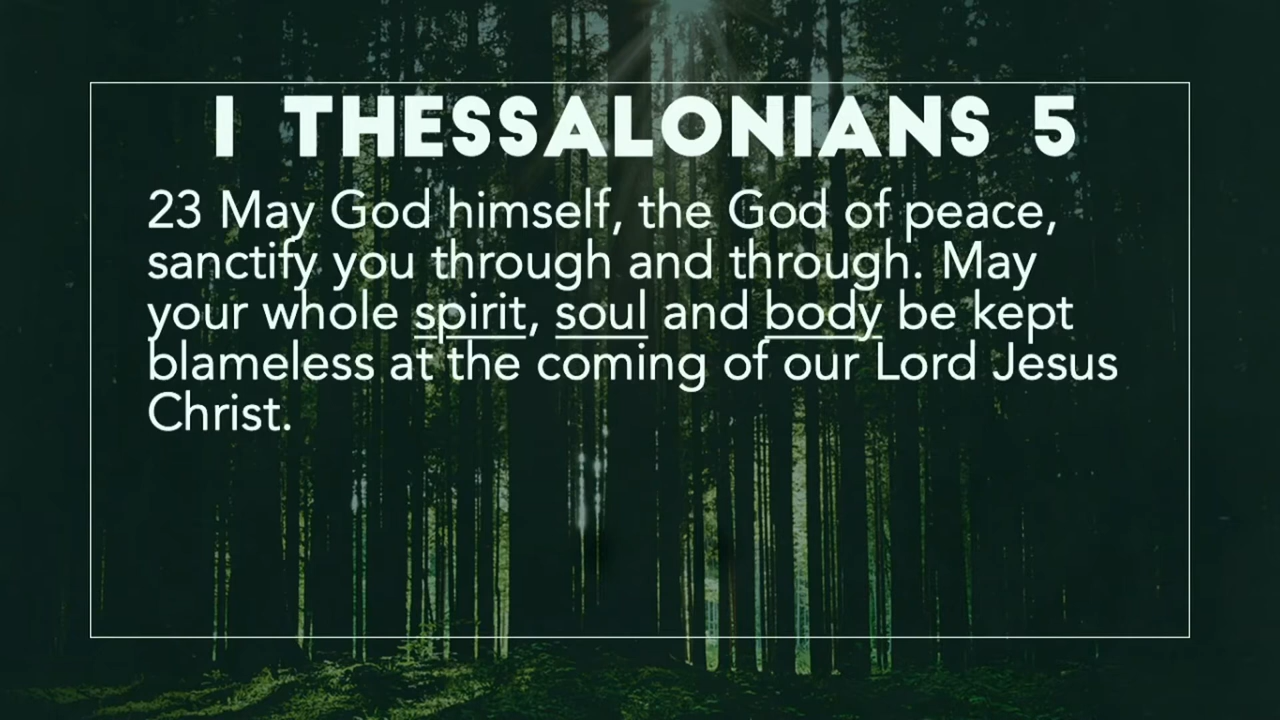 1 THESSALONIANS 5
23 May God himself, the God of peace,
sanctify you through and through. May
your whole spirit, soul and body be kept
blameless at the coming of our Lord Jesus
Christ.